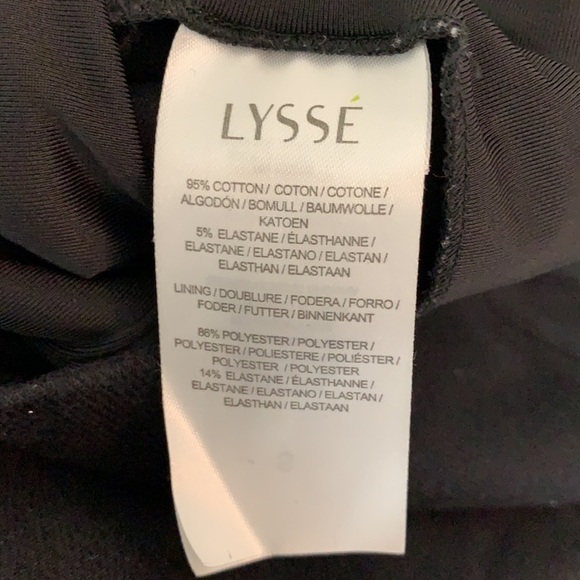 LYSSÉ
95% COTTON / COTON / COTONE /
ALGODÓN / BOMULL / BAUMWOLLE /
KATOEN
5% ELASTANE / ÉLASTHANNE /
ELASTANE / ELASTANO / ELASTAN /
ELASTHAN / ELASTAAN
LINING / DOUBLURE / FODERA / FORRO /
FODER / FUTTER / BINNENKANT
86% POLYESTER / POLYESTER /
POLYESTER / POLIESTERE / POLIÉSTER /
POLYESTER / POLYESTER
14% ELASTANE / ÉLASTHANNE /
ELASTANE / ELASTANO / ELASTAN /
ELASTHAN / ELASTAAN